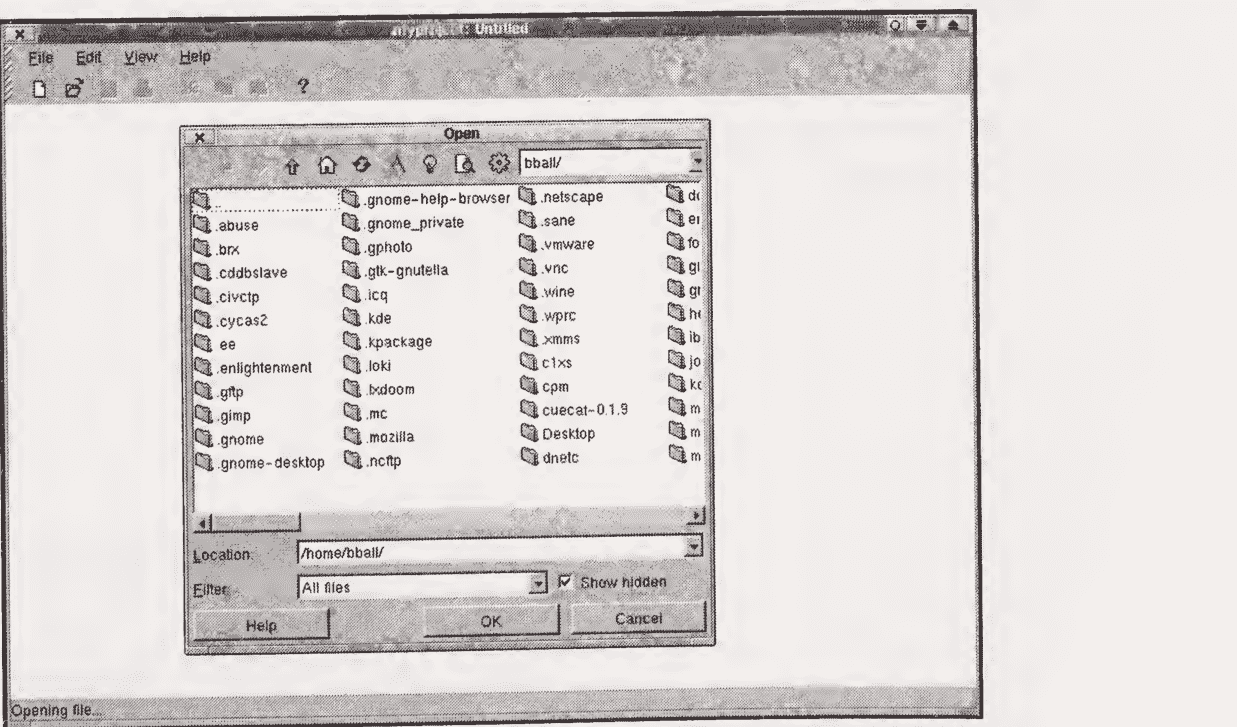 myproject: Untitled
File Edit View Help
?
Open
bball/
..
.abuse
.brx
.cddbslave
.civctp
.cycas2
.ee
.enlightenment
.gftp
.gimp
.gnome
.gnome-desktop
.gnome-help-browser
.gnome_private
.gphoto
.gtk-gnutella
.icq
.kde
.kpackage
.loki
.lxdoom
.mc
.mozilla
.ncftp
.netscape
.sane
.vmware
.vnc
.wine
.wprc
.xmms
c1xs
cpm
cuecat-0.1.9
Desktop
dnetc
fo
ib
jo
m
m
m
Location:
/home/bball/
Filter:
All files
Show hidden
Help OK Cancel
Opening file...